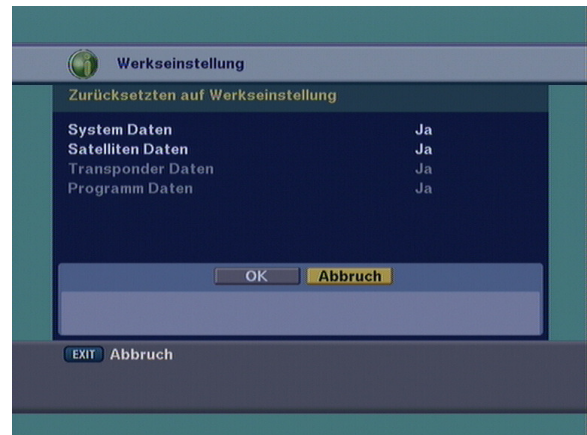 Werkseinstellung
Zurücksetzten auf Werkseinstellung
System Daten Ja
Satelliten Daten Ja
Transponder Daten Ja
Programm Daten Ja
OK Abbruch
EXIT Abbruch